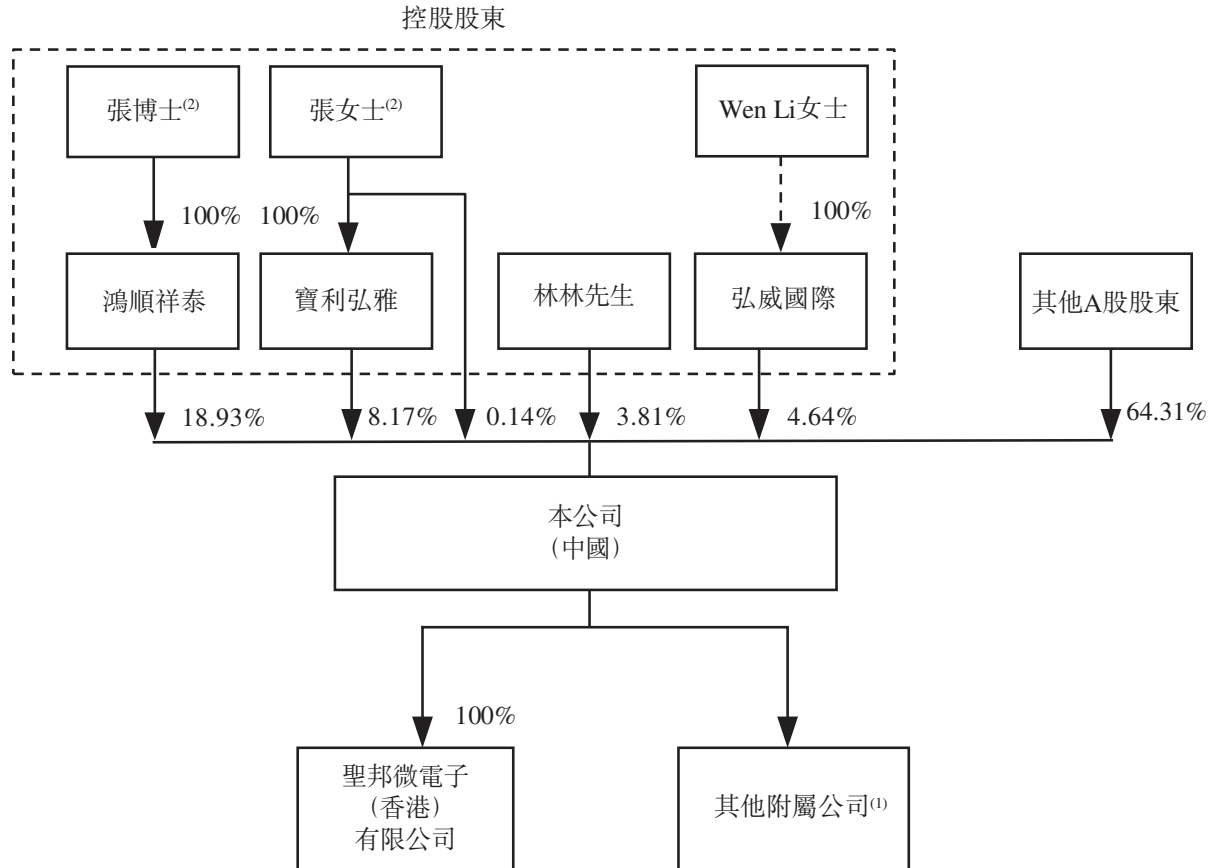 控股股東
張博士(2)
張女士(2)
Wen Li女士
100%
100%
100%
鴻順祥泰
寶利弘雅
林林先生
弘威國際
其他A股股東
18.93%
8.17%
0.14%
3.81%
4.64%
64.31%
本公司
（中國）
100%
聖邦微電子
（香港）
有限公司
其他附屬公司(1)